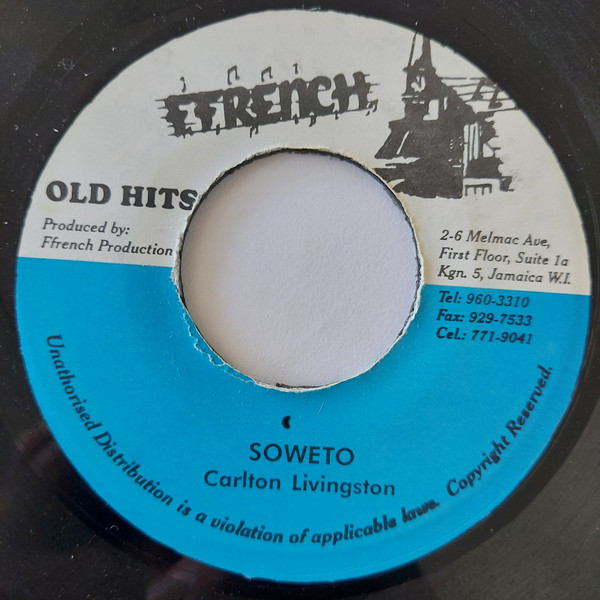 FFRENCH
OLD HITS
Produced by:
Ffrench Production
2-6 Melmac Ave,
First Floor, Suite 1a
Kgn. 5, Jamaica W.I.
Tel: 960-3310
Fax: 929-7533
Cel.: 771-9041
SOWETO
Carlton Livingston
Unauthorised Distribution is a violation of applicable laws. Copyright Reserved.